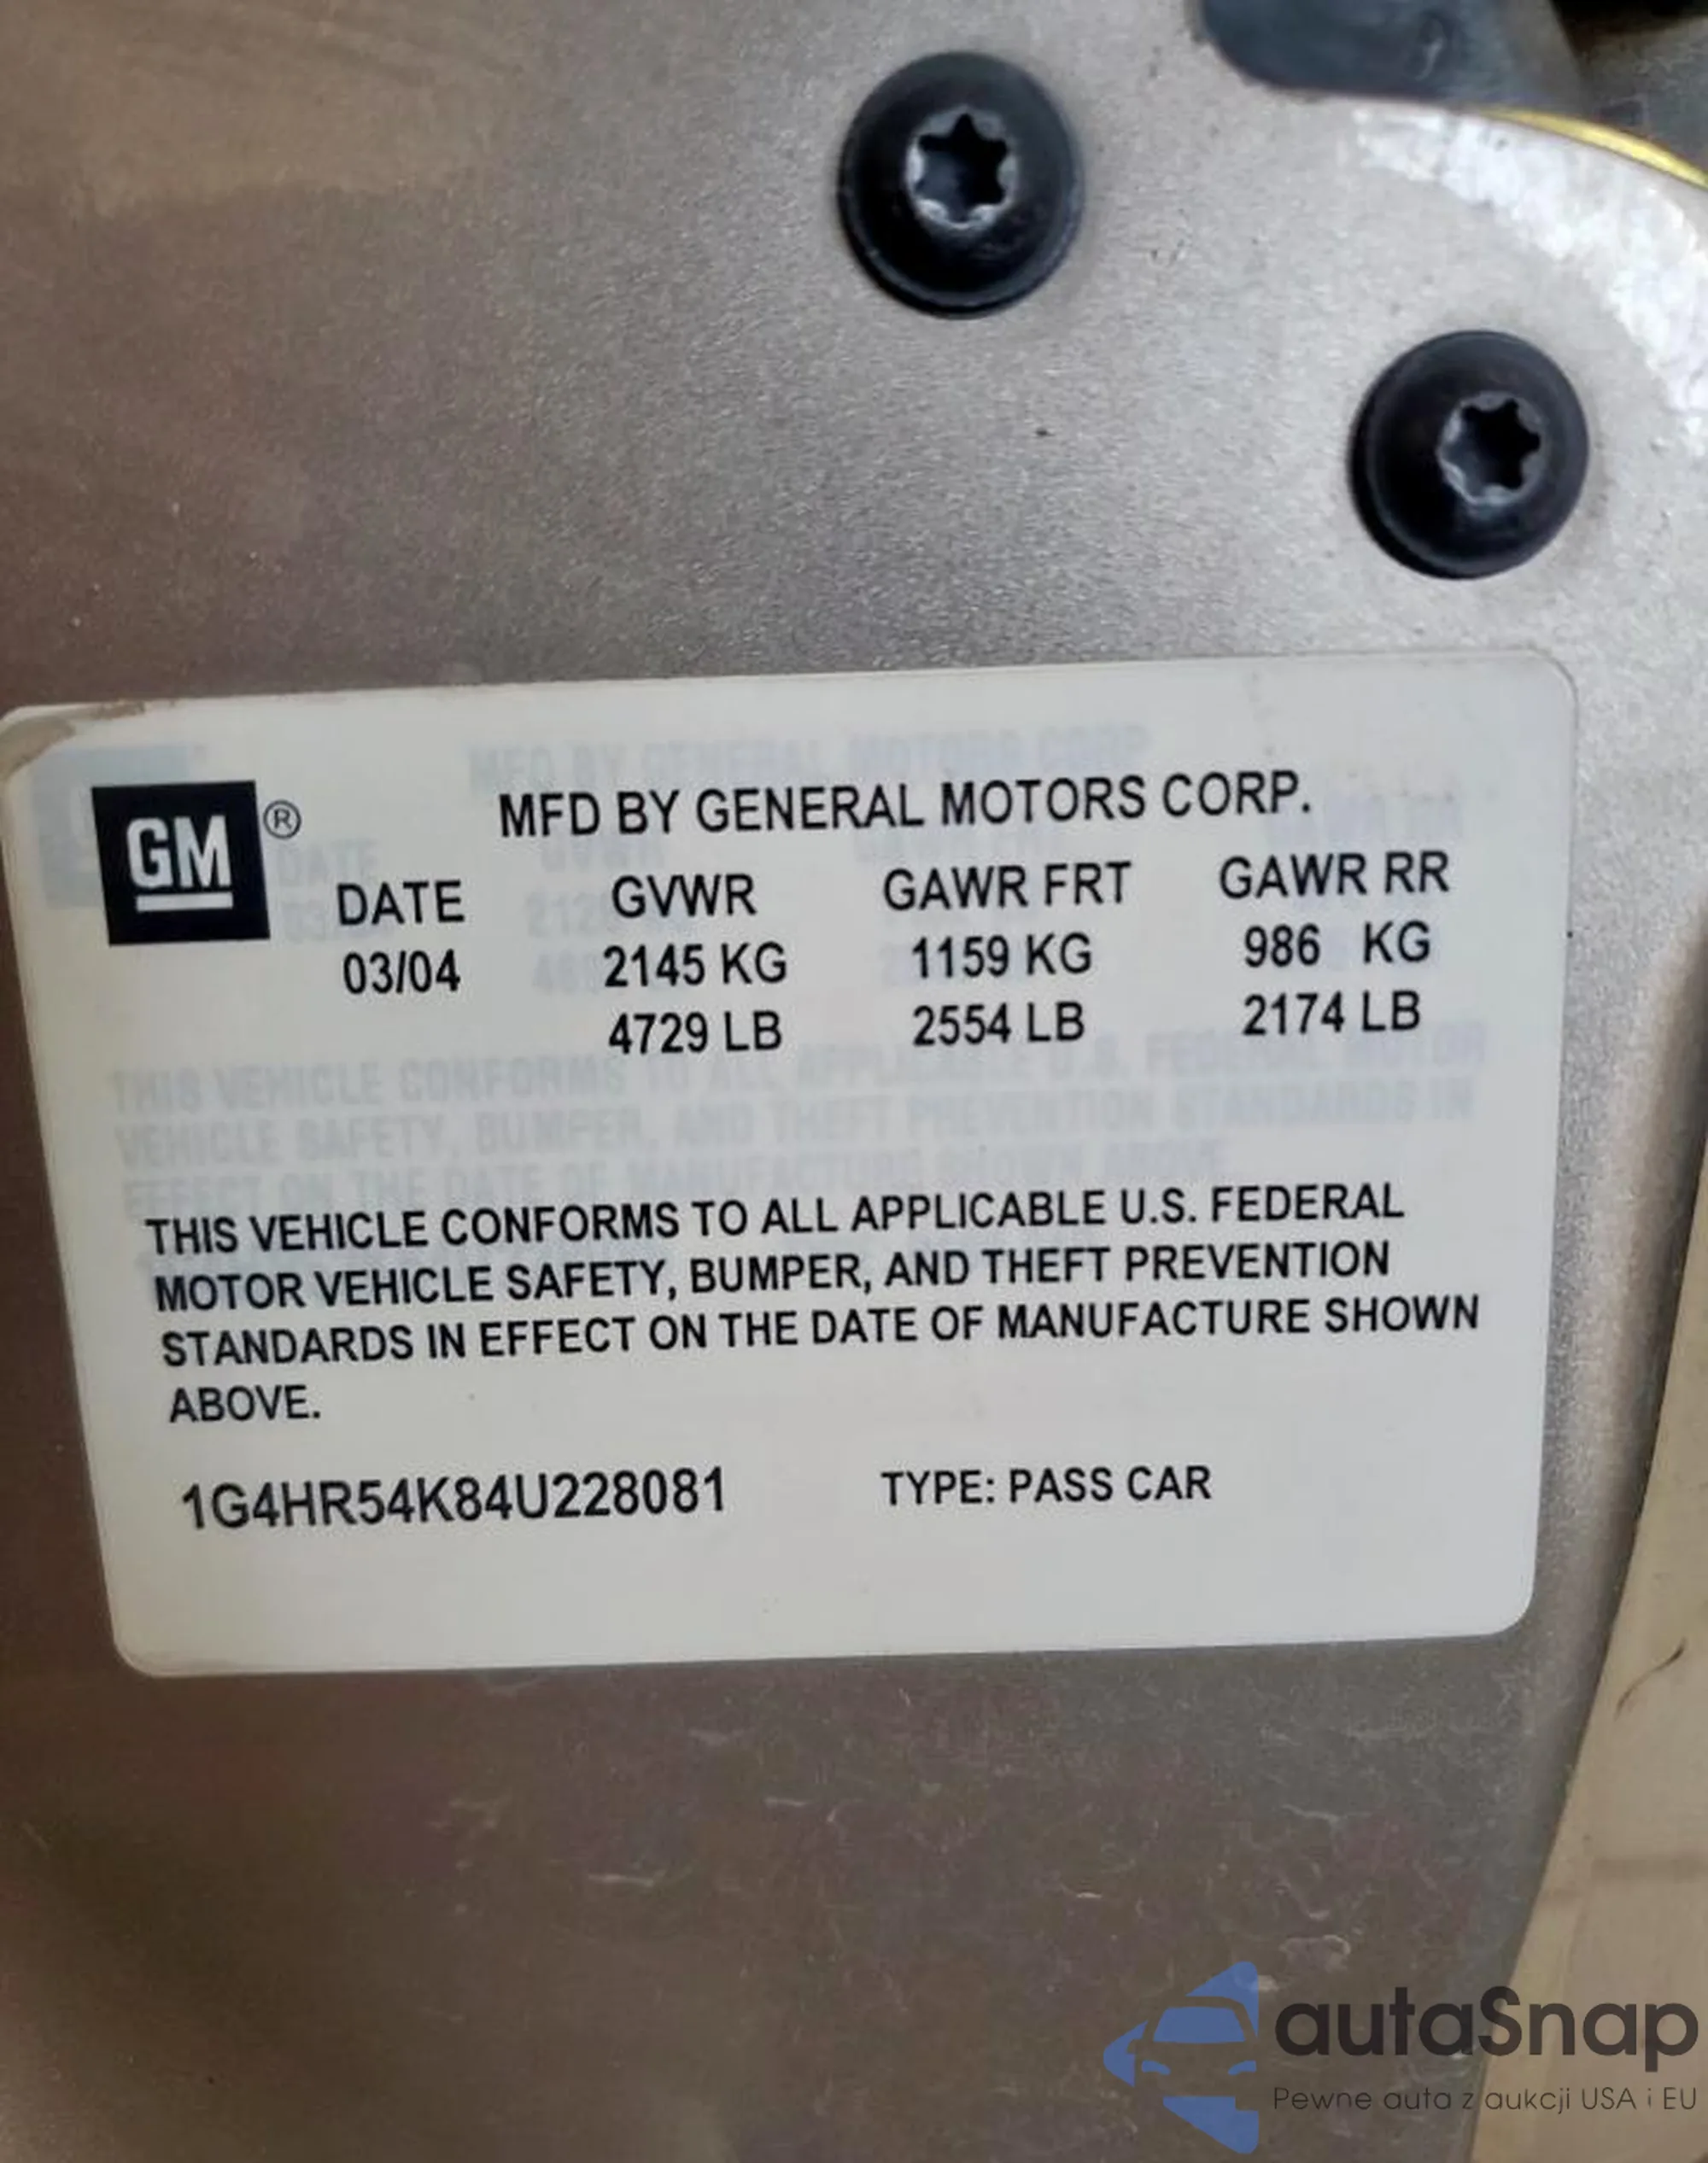 GM ®
MFD BY GENERAL MOTORS CORP.
DATE GVWR GAWR FRT GAWR RR
03/04 2145 KG 1159 KG 986 KG
4729 LB 2554 LB 2174 LB
THIS VEHICLE CONFORMS TO ALL APPLICABLE U.S. FEDERAL
MOTOR VEHICLE SAFETY, BUMPER, AND THEFT PREVENTION
STANDARDS IN EFFECT ON THE DATE OF MANUFACTURE SHOWN
ABOVE.
1G4HR54K84U228081 TYPE: PASS CAR
autaSnap
Pewne auta z aukcji USA i EU